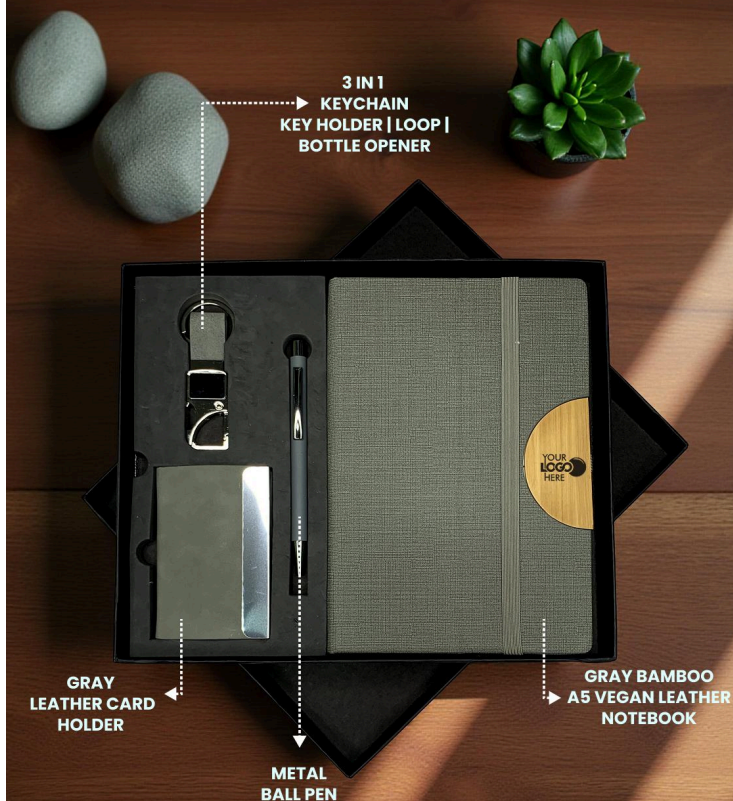 3 IN 1
KEYCHAIN
KEY HOLDER | LOOP |
BOTTLE OPENER
YOUR
LOGO
HERE
GRAY
LEATHER CARD
HOLDER
GRAY BAMBOO
A5 VEGAN LEATHER
NOTEBOOK
METAL
BALL PEN